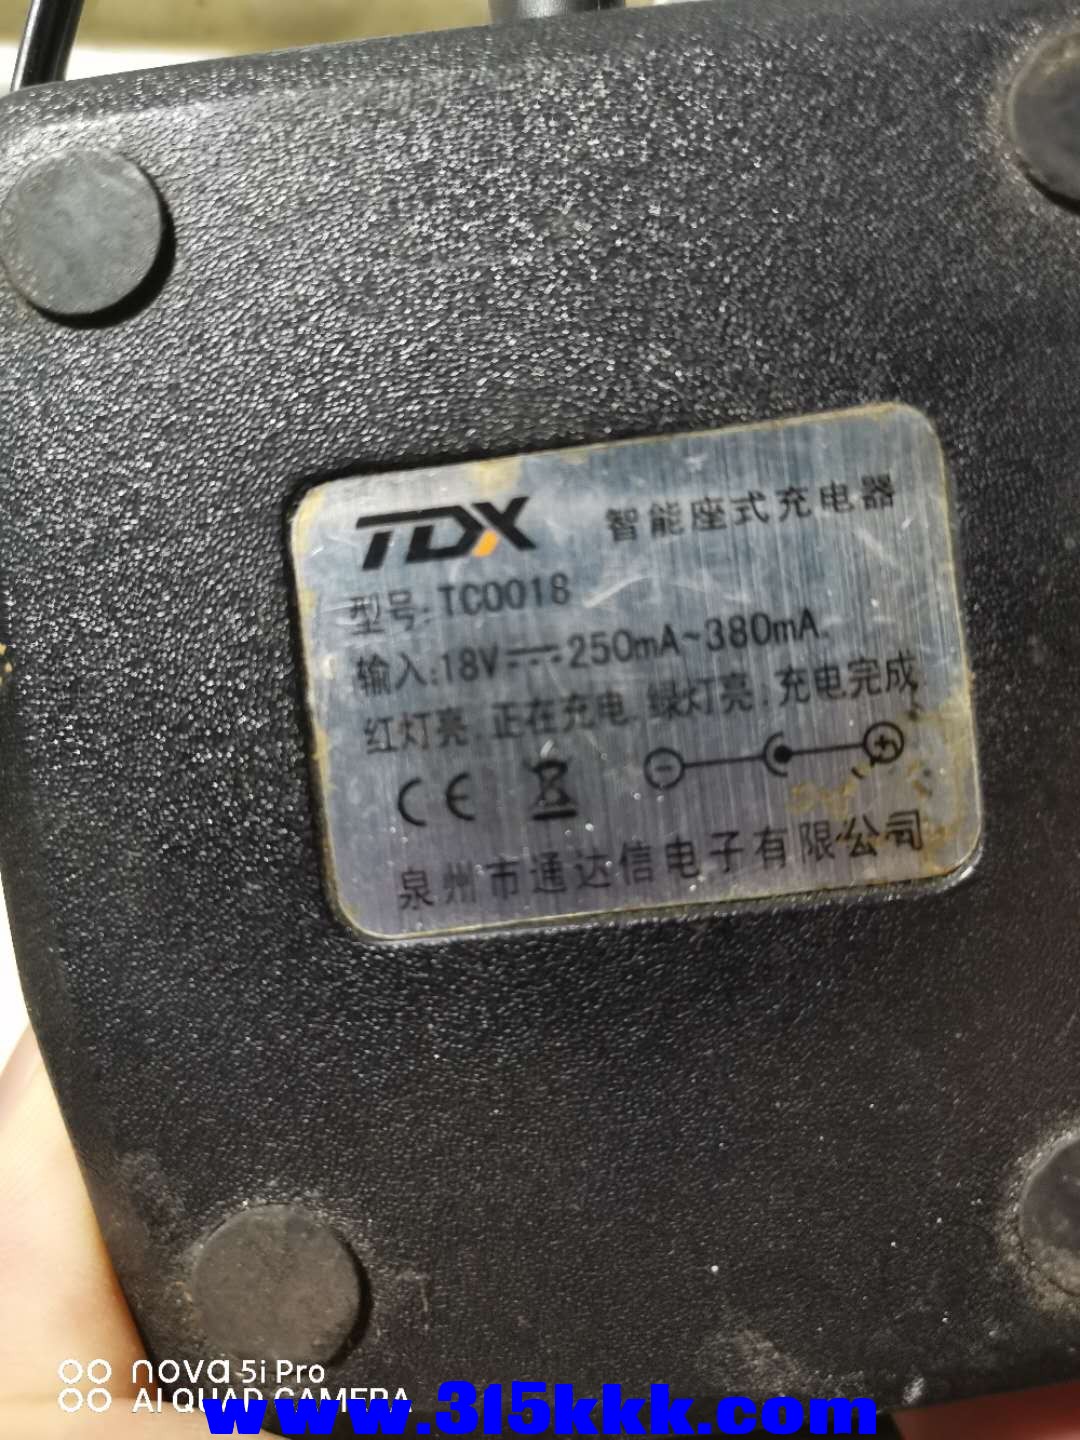 TDX 智能座式充电器
型号: TC0018
输入:18V 250mA~380mA.
红灯亮:正在充电 绿灯亮:充电完成
CE
泉州市通达信电子有限公司
nova 5i Pro
AI QUAD CAMERA
www.315kkk.com